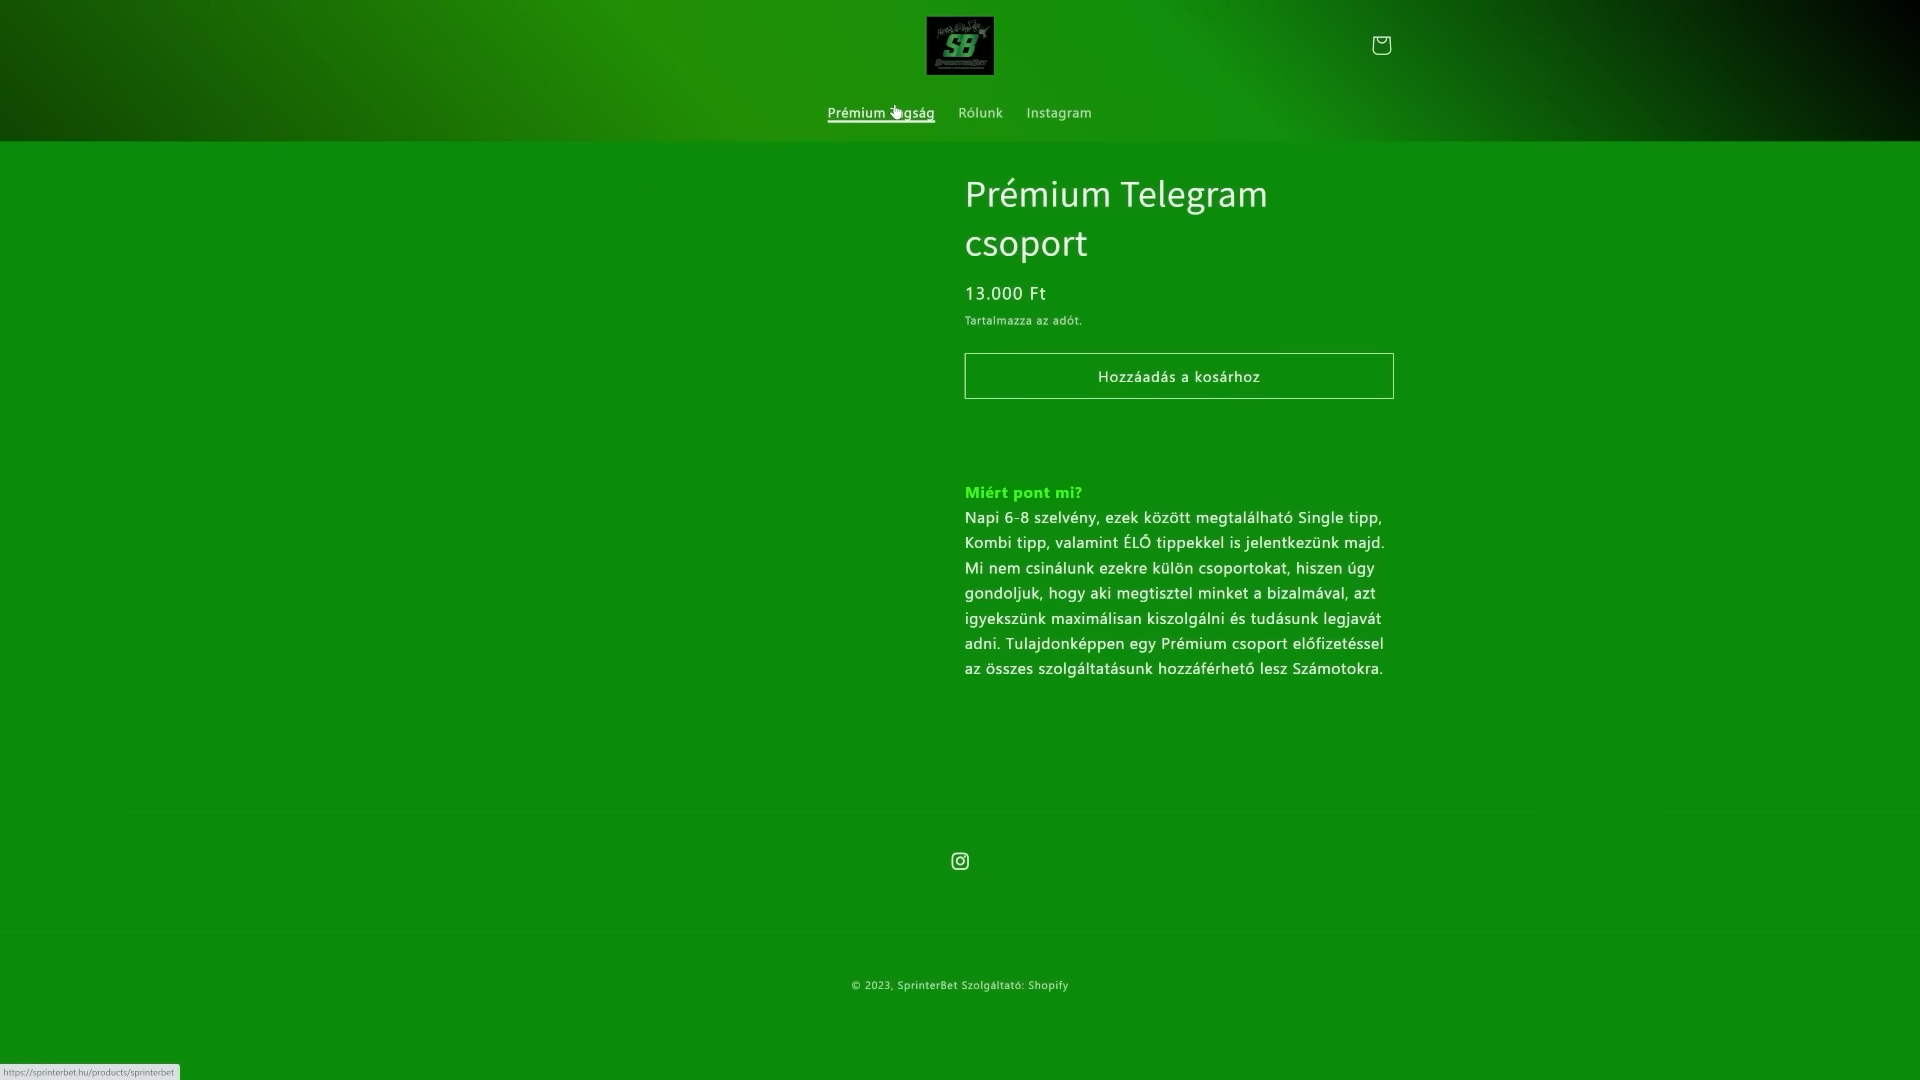 SB
SPRINTERBET
Prémium gság
Rólunk
Instagram
Prémium Telegram
csoport
13.000 Ft
Tartalmazza az adót.
Hozzáadás a kosárhoz
Miért pont mi?
Napi 6-8 szelvény, ezek között megtalálható Single tipp,
Kombi tipp, valamint ÉLŐ tippekkel is jelentkezünk majd.
Mi nem csinálunk ezekre külön csoportokat, hiszen úgy
gondoljuk, hogy aki megtisztel minket a bizalmával, azt
igyekszünk maximálisan kiszolgálni és tudásunk legjavát
adni. Tulajdonképpen egy Prémium csoport előfizetéssel
az összes szolgáltatásunk hozzáférhető lesz Számotokra.
© 2023, SprinterBet Szolgáltató: Shopify
https://sprinterbet.hu/products/sprinterbet